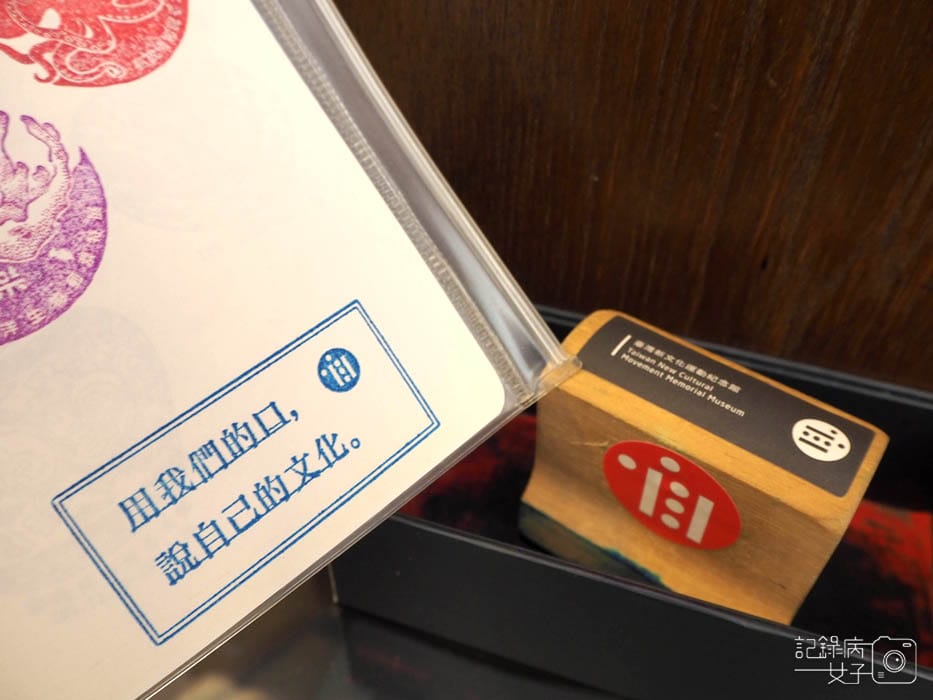 用我們的口,
說自己的文化。
臺灣新文化運動紀念館
Taiwan New Cultural
Movement Memorial Museum
記錄病
女子